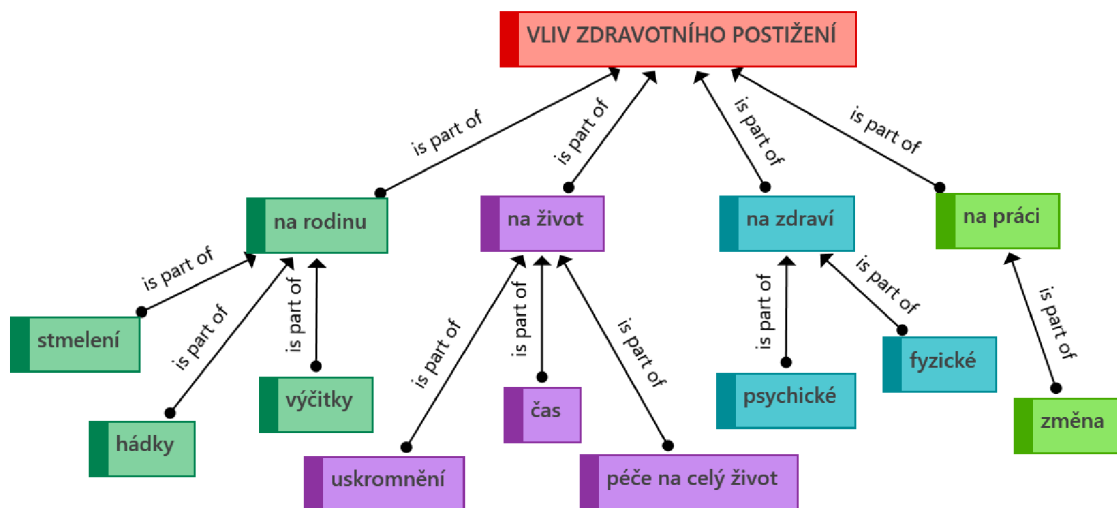 VLIV ZDRAVOTNÍHO POSTIŽENÍ
is part of
is part of
is part of
is part of
na rodinu
na život
na zdraví
na práci
is part of
is part of
is part of
is part of
is part of
is part of
is part of
is part of
is part of
stmelení
hádky
výčitky
uskromnění
čas
péče na celý život
psychické
fyzické
změna